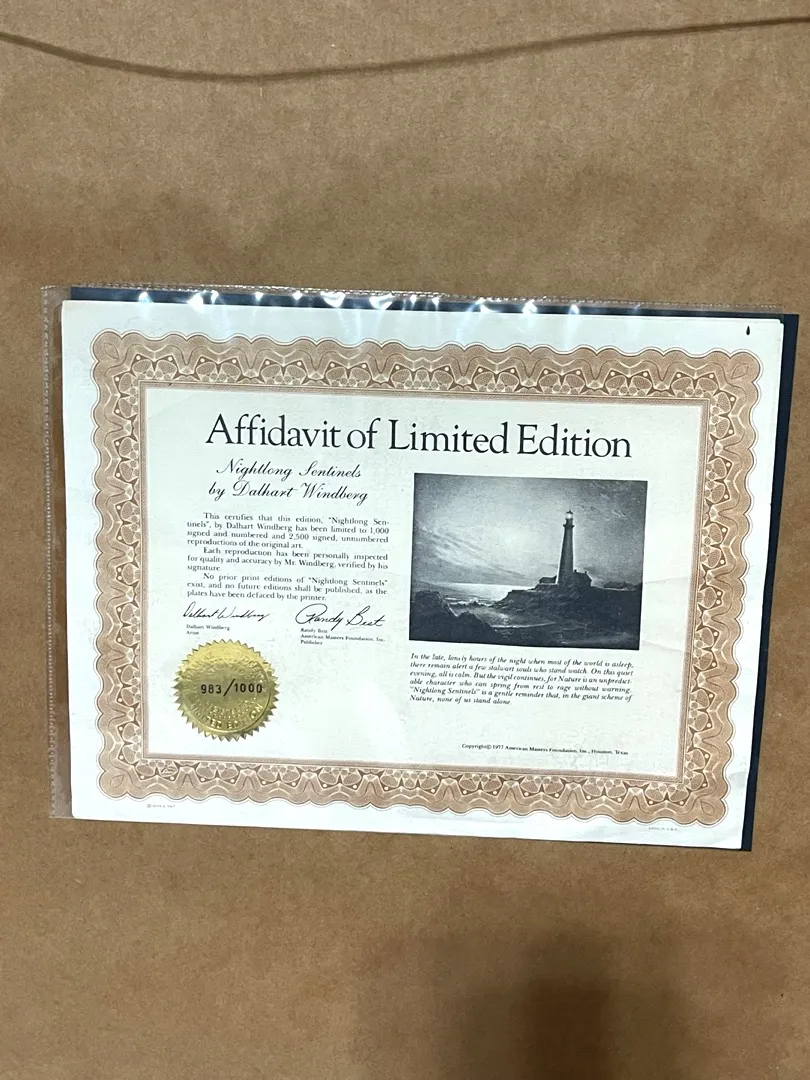 Affidavit of Limited Edition
Nightlong Sentinels
by Dalhart Windberg
This certifies that this edition, "Nightlong Sen-
tinels", by Dalhart Windberg has been limited to 1,000
signed and numbered and 2,500 signed, unnumbered
reproductions of the original art.
Each reproduction has been personally inspected
for quality and accuracy by Mr. Windberg, verified by his
signature.
No prior print editions of "Nightlong Sentinels"
exist, and no future editions shall be published, as the
plates have been defaced by the printer.
Dalhart Windberg
Dalhart Windberg
Artist
Randy Best
Randy Best
American Masters Foundation, Inc.
Publisher
983/1000
LIMITED EDITION
In the late, lonely hours of the night when most of the world is asleep,
there remain alert a few stalwart souls who stand watch. On this quiet
evening, all is calm. But the vigil continues, for Nature is an unpredict-
able character who can spring from rest to rage without warning.
"Nightlong Sentinels" is a gentle reminder that, in the giant scheme of
Nature, none of us stand alone.
Copyright© 1977 American Masters Foundation, Inc., Houston, Texas